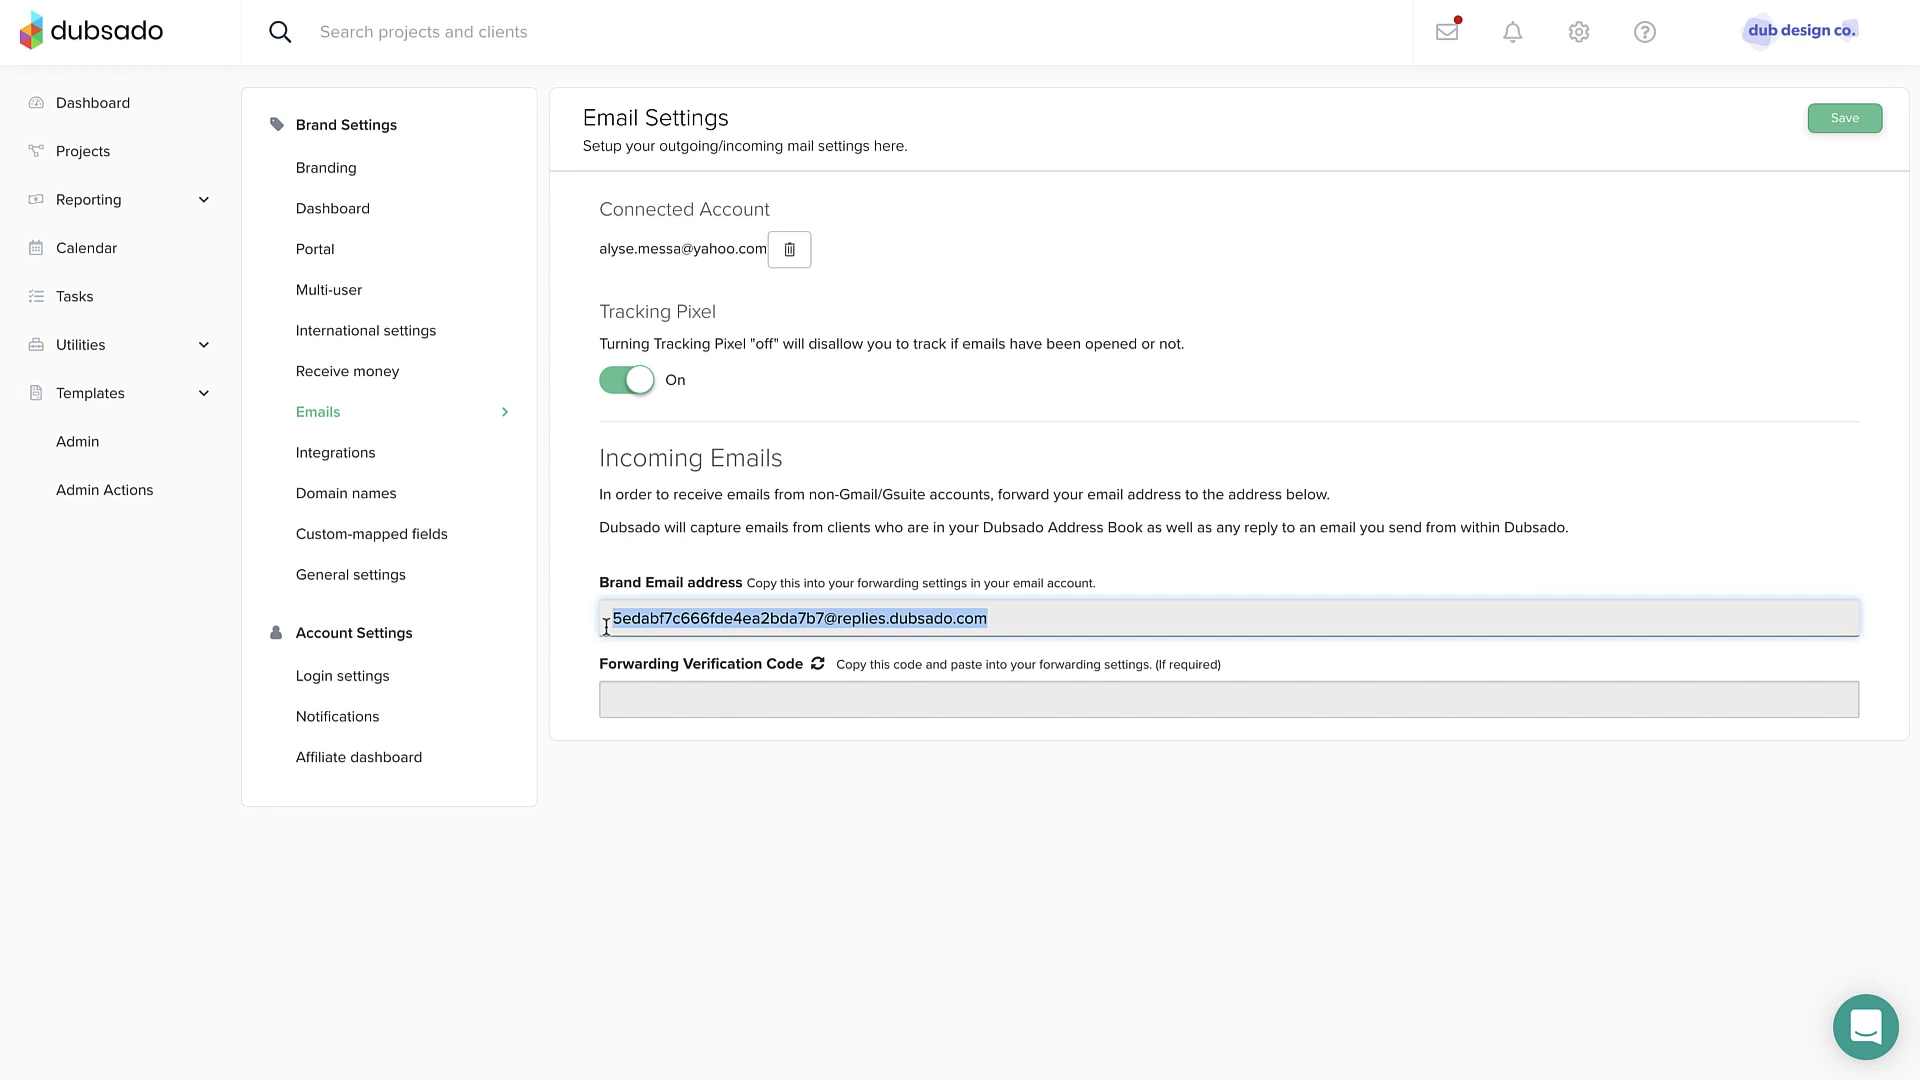 dubsado
Search projects and clients
dub design co.
Dashboard
Projects
Reporting
Calendar
Tasks
Utilities
Templates
Admin
Admin Actions
Brand Settings
Branding
Dashboard
Portal
Multi-user
International settings
Receive money
Emails
Integrations
Domain names
Custom-mapped fields
General settings
Account Settings
Login settings
Notifications
Affiliate dashboard
Email Settings
Save
Setup your outgoing/incoming mail settings here.
Connected Account
alyse.messa@yahoo.com
Tracking Pixel
Turning Tracking Pixel "off" will disallow you to track if emails have been opened or not.
On
Incoming Emails
In order to receive emails from non-Gmail/Gsuite accounts, forward your email address to the address below.
Dubsado will capture emails from clients who are in your Dubsado Address Book as well as any reply to an email you send from within Dubsado.
Brand Email address Copy this into your forwarding settings in your email account.
5edabf7c666fde4ea2bda7b7@replies.dubsado.com
Forwarding Verification Code Copy this code and paste into your forwarding settings. (If required)